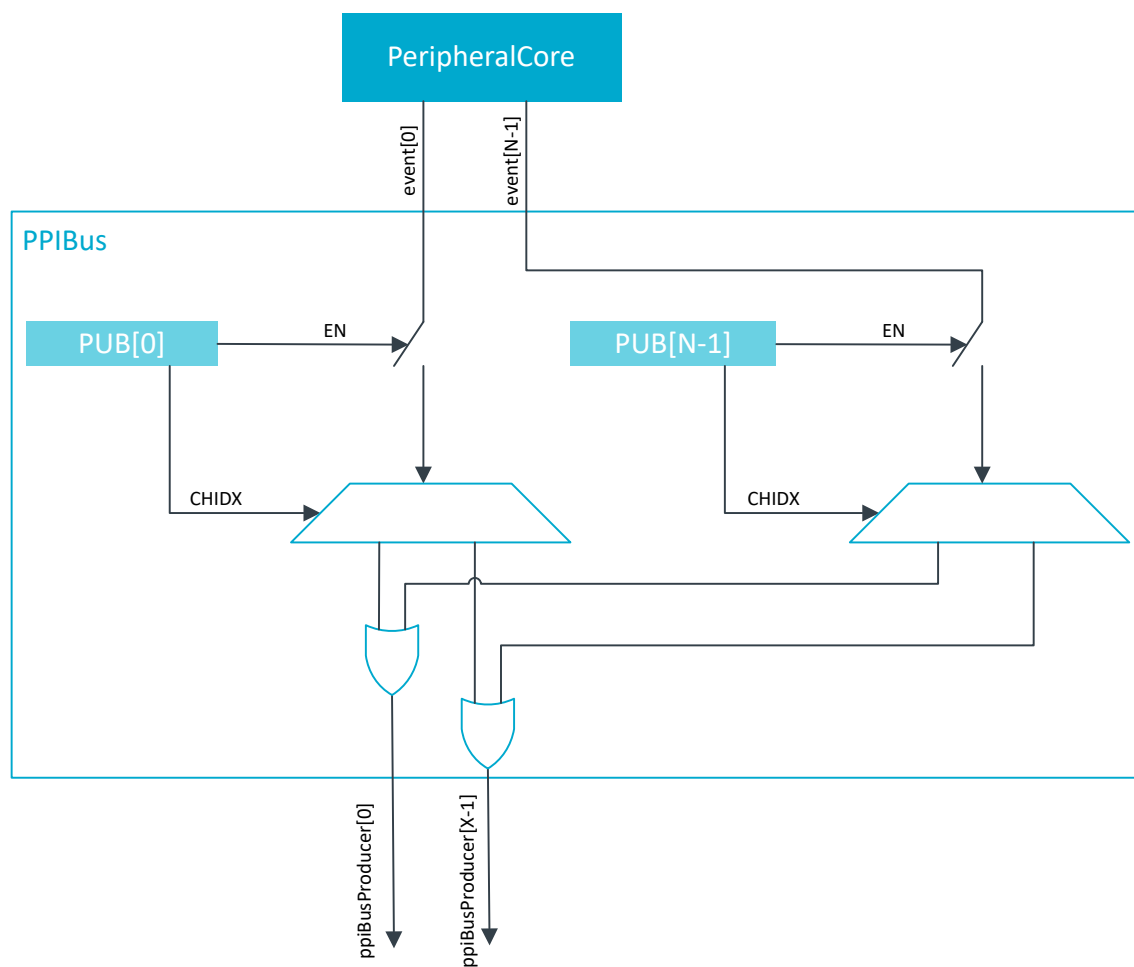 PeripheralCore
event[0]
event[N-1]
PPIBus
PUB[0]
EN
PUB[N-1]
EN
CHIDX
CHIDX
ppiBusProducer[0]
ppiBusProducer[X-1]